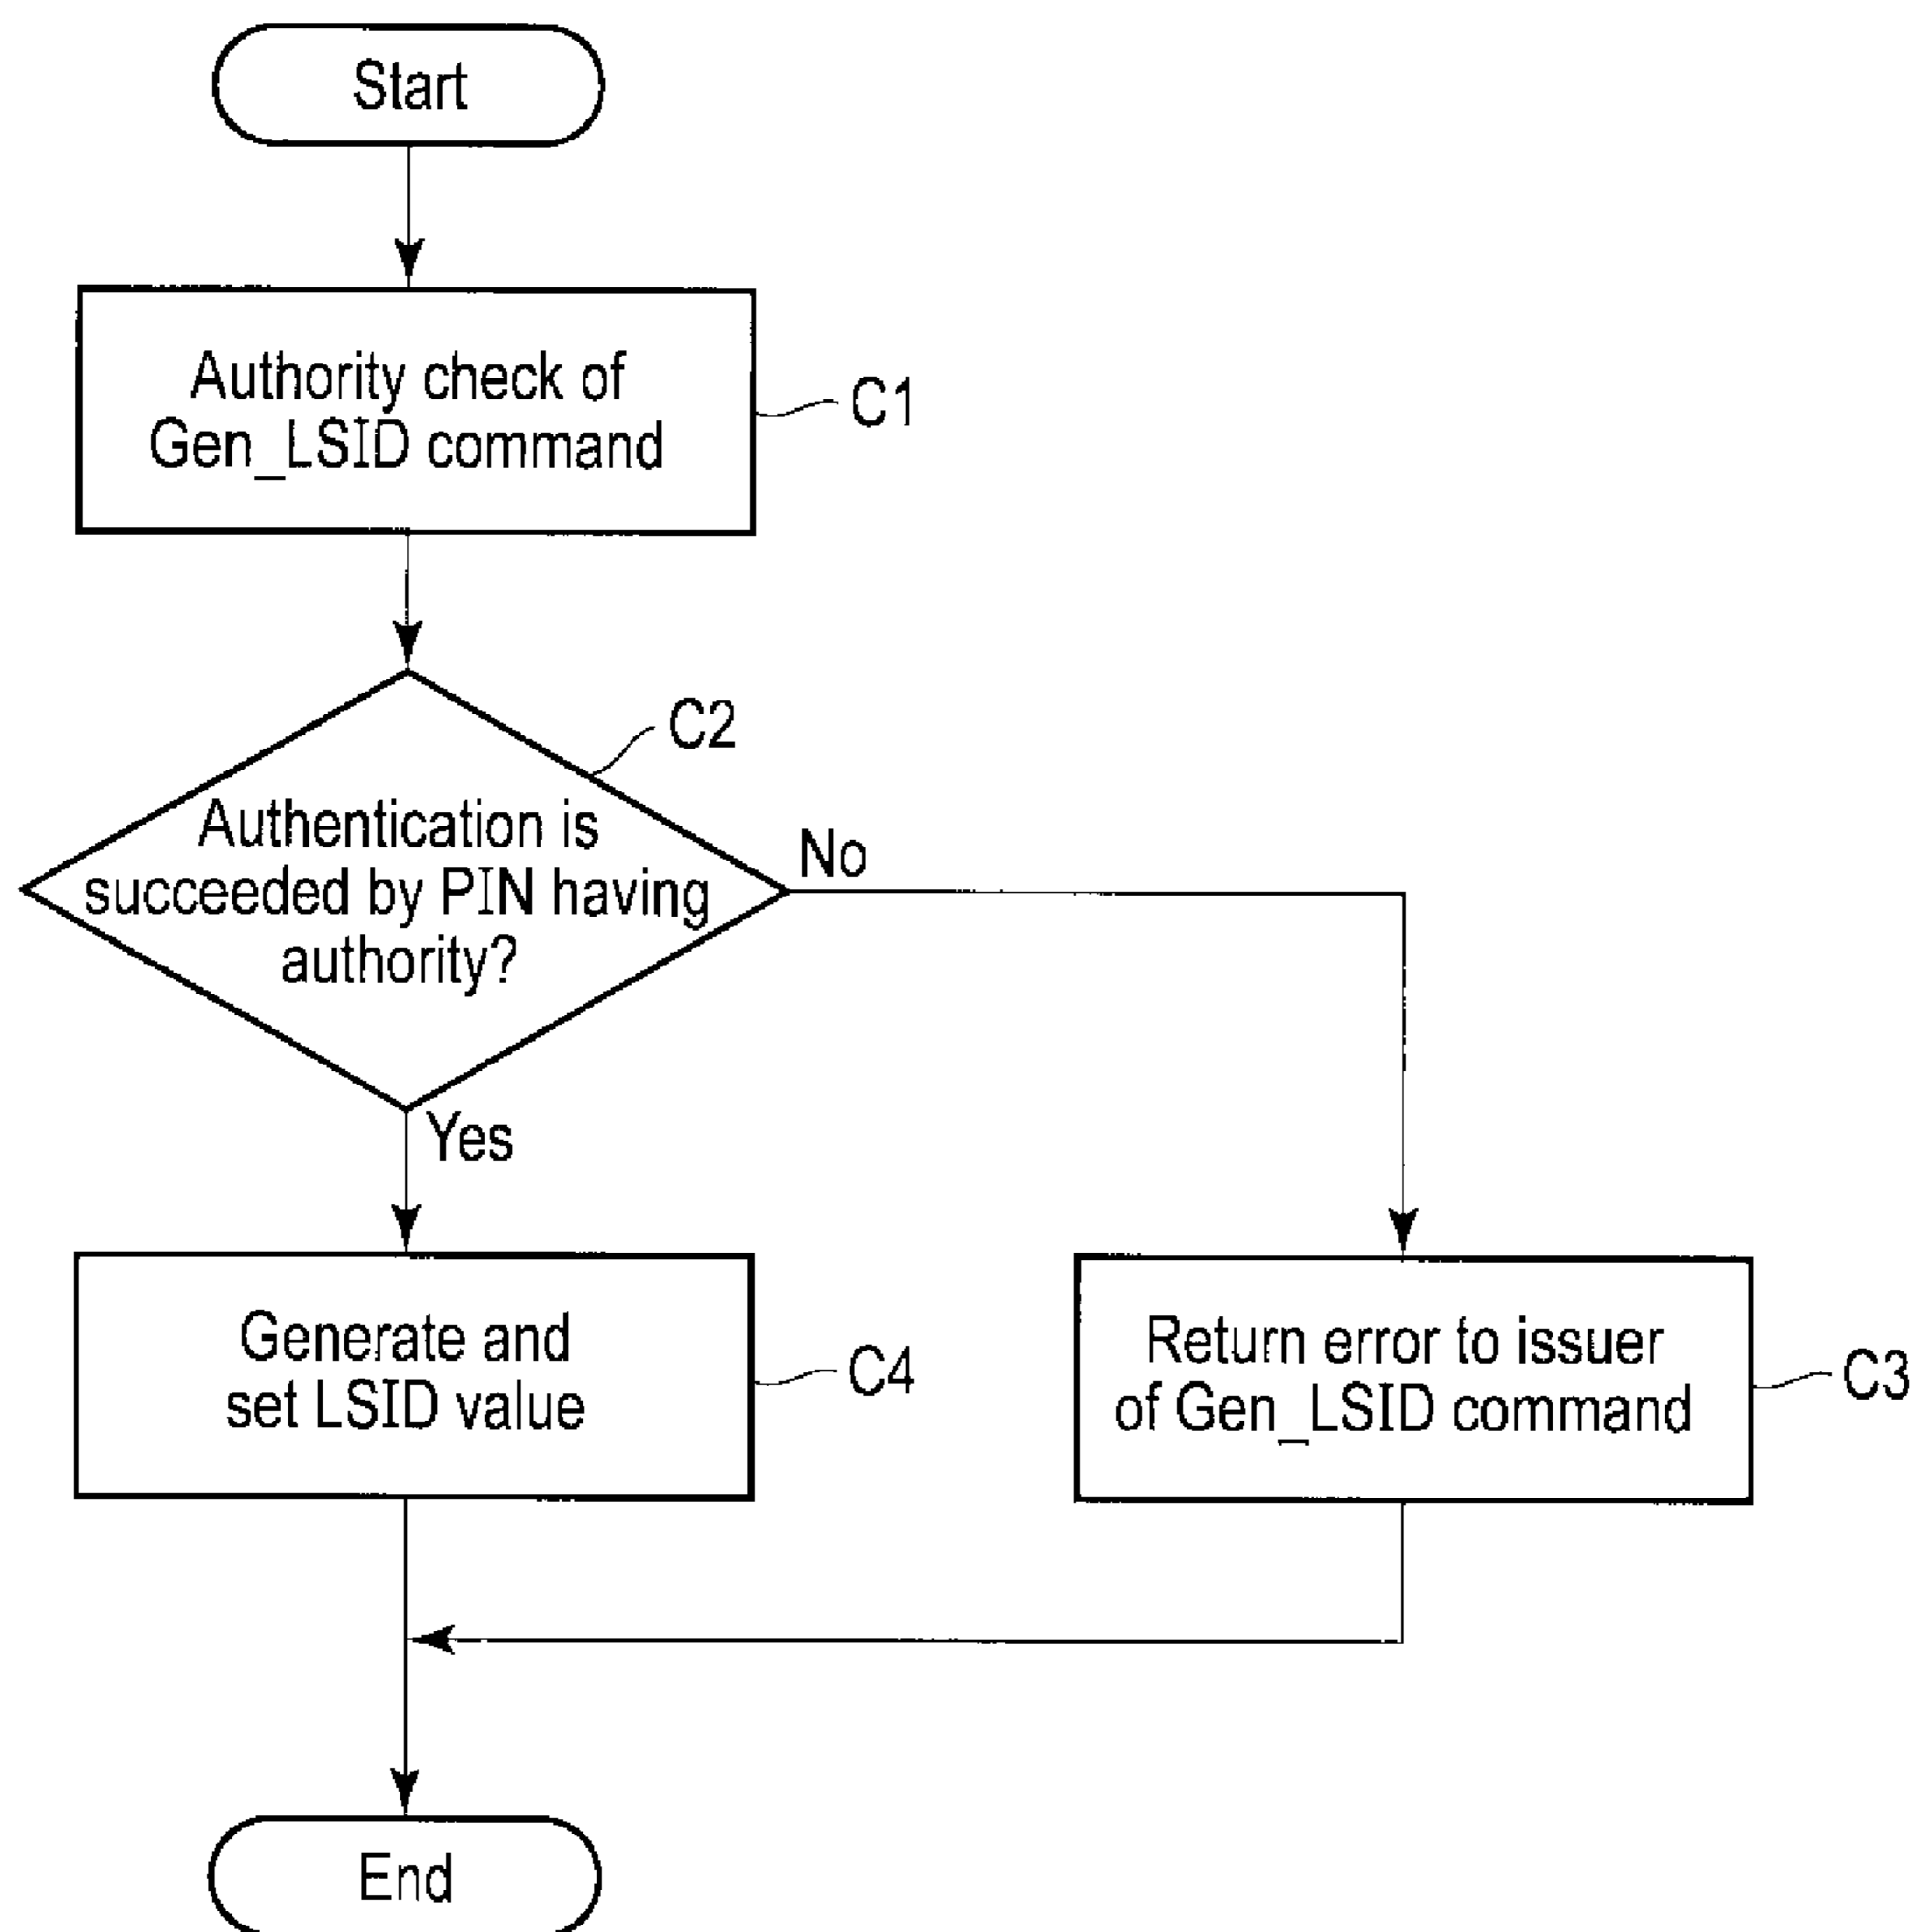 Start
Authority check of
Gen_LSID command
C1
C2
Authentication is
succeeded by PIN having
authority?
No
Yes
Generate and
set LSID value
C4
Return error to issuer
of Gen_LSID command
C3
End